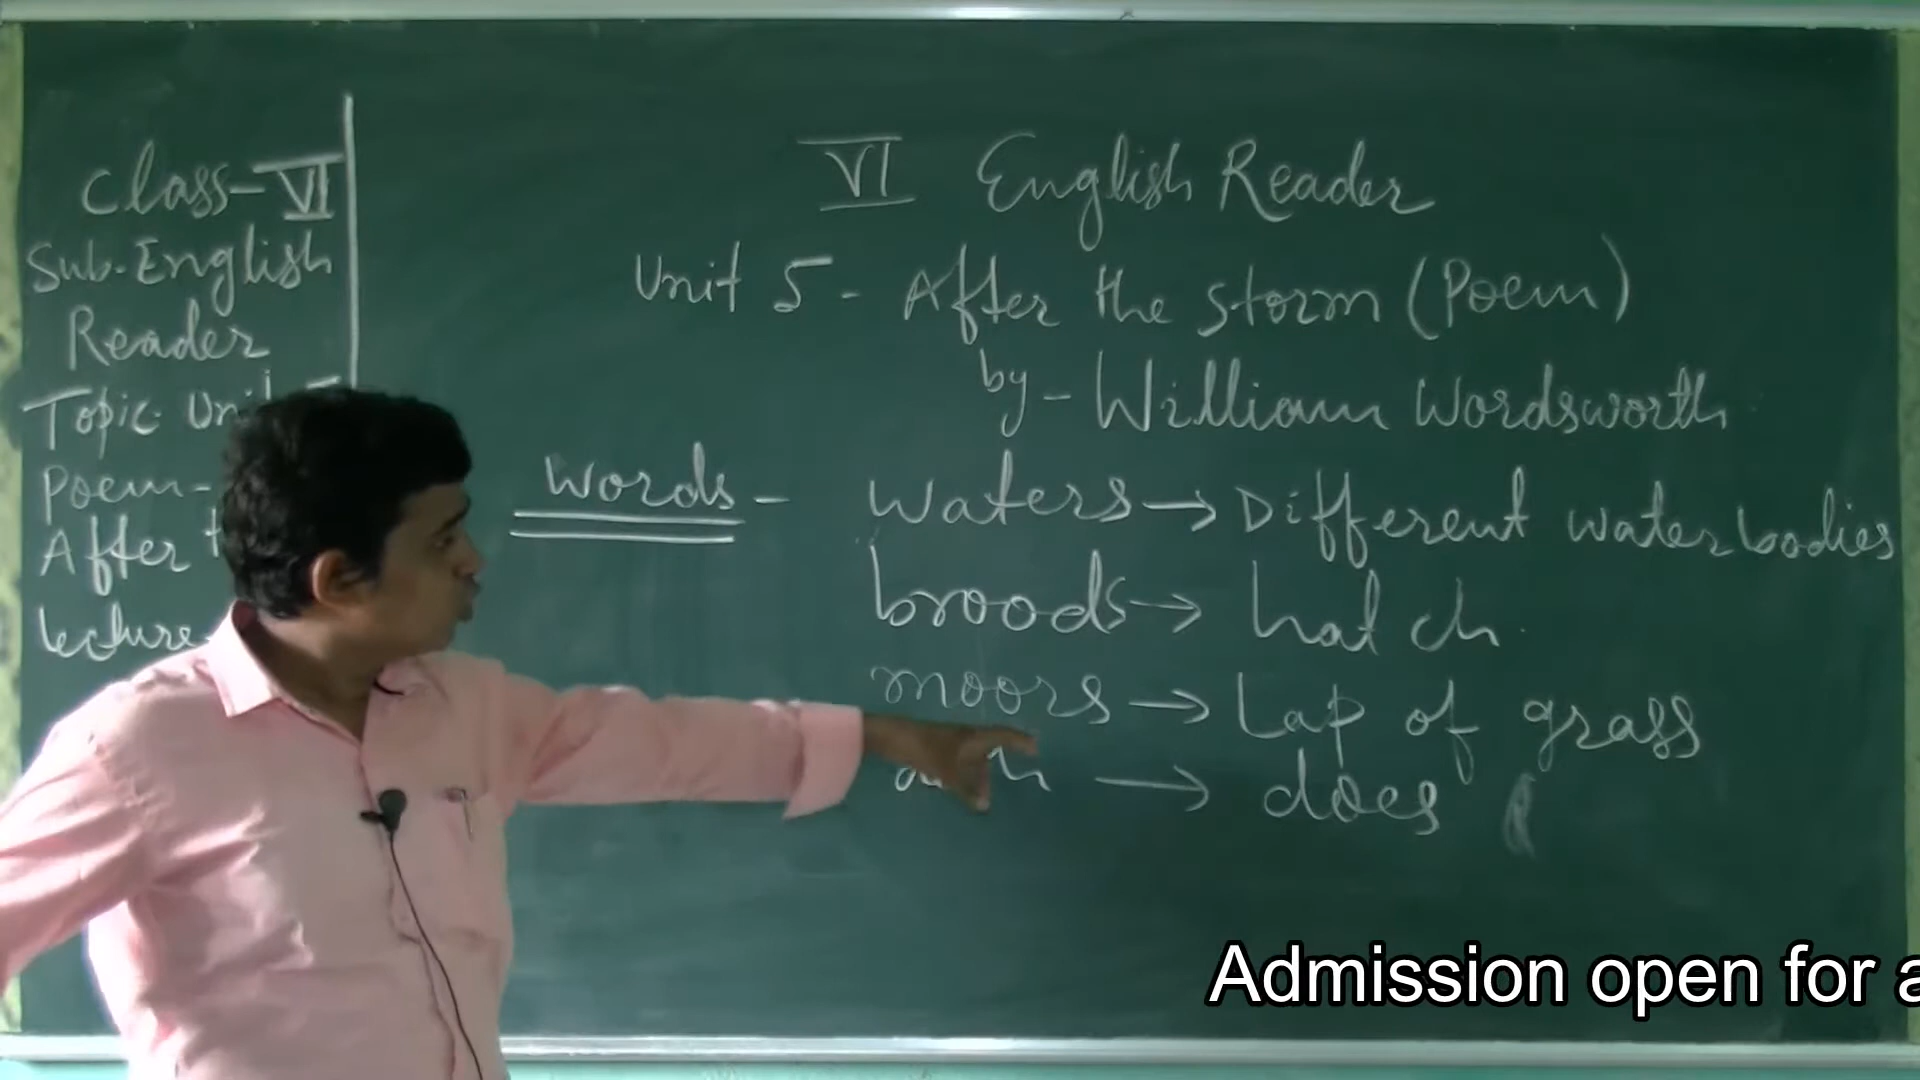 Class-VI
Sub-English
Reader
Topic
Poem-
After
Lecture
VI English Reader
Unit 5 - After the storm (Poem)
by - William Wordsworth
Words - waters → Different water bodies
broods → hatch
moors → Lap of grass
→ does
Admission open for